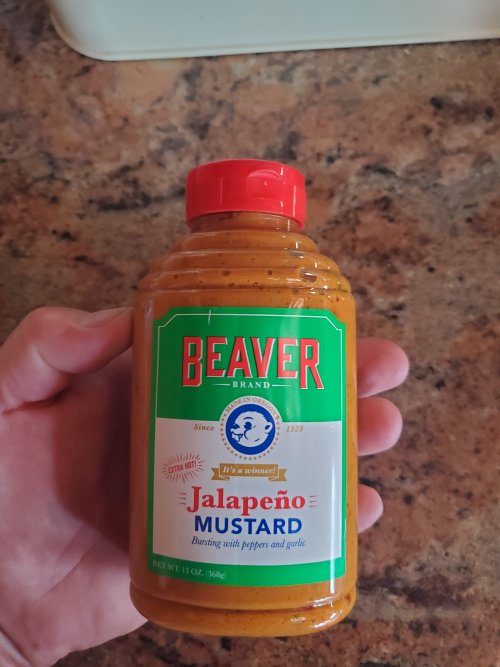 BEAVER
BRAND
MADE IN OREGON
Since 1929
EXTRA HOT!
It's a winner!
Jalapeño
MUSTARD
Bursting with peppers and garlic
NET WT. 13 OZ. (368g)